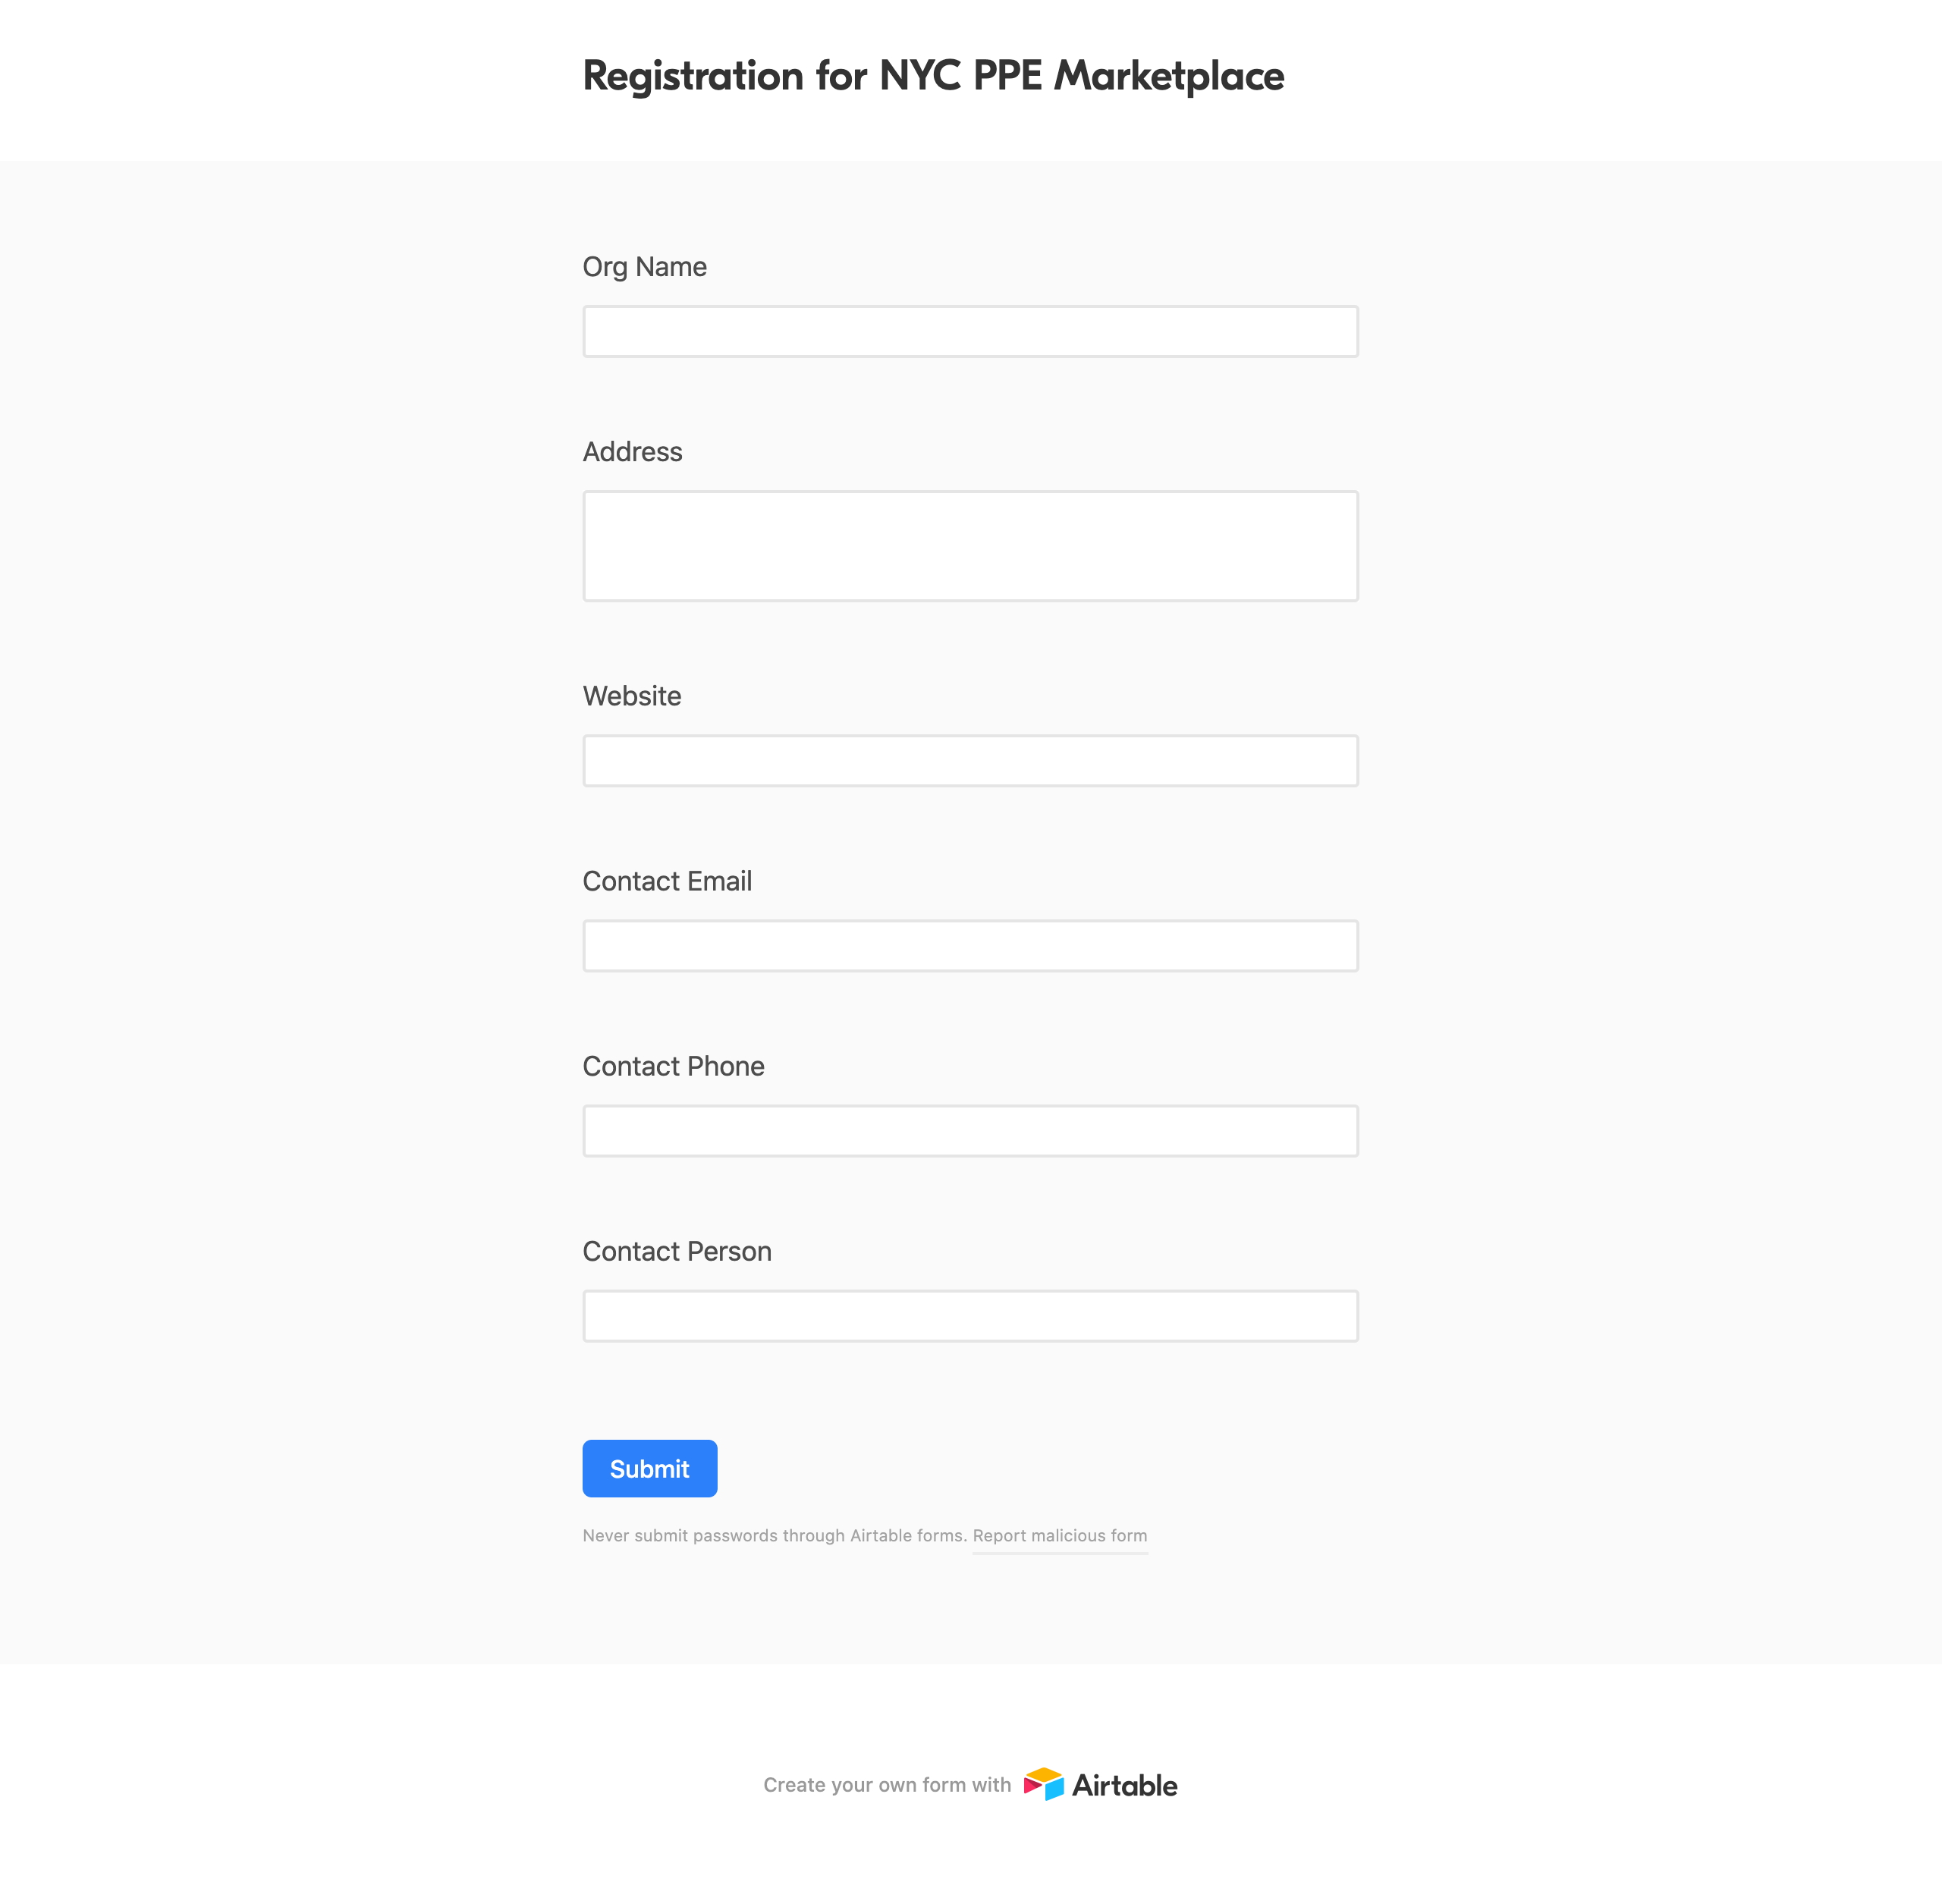 Registration for NYC PPE Marketplace
Org Name
Address
Website
Contact Email
Contact Phone
Contact Person
Submit
Never submit passwords through Airtable forms. Report malicious form
Create your own form with Airtable